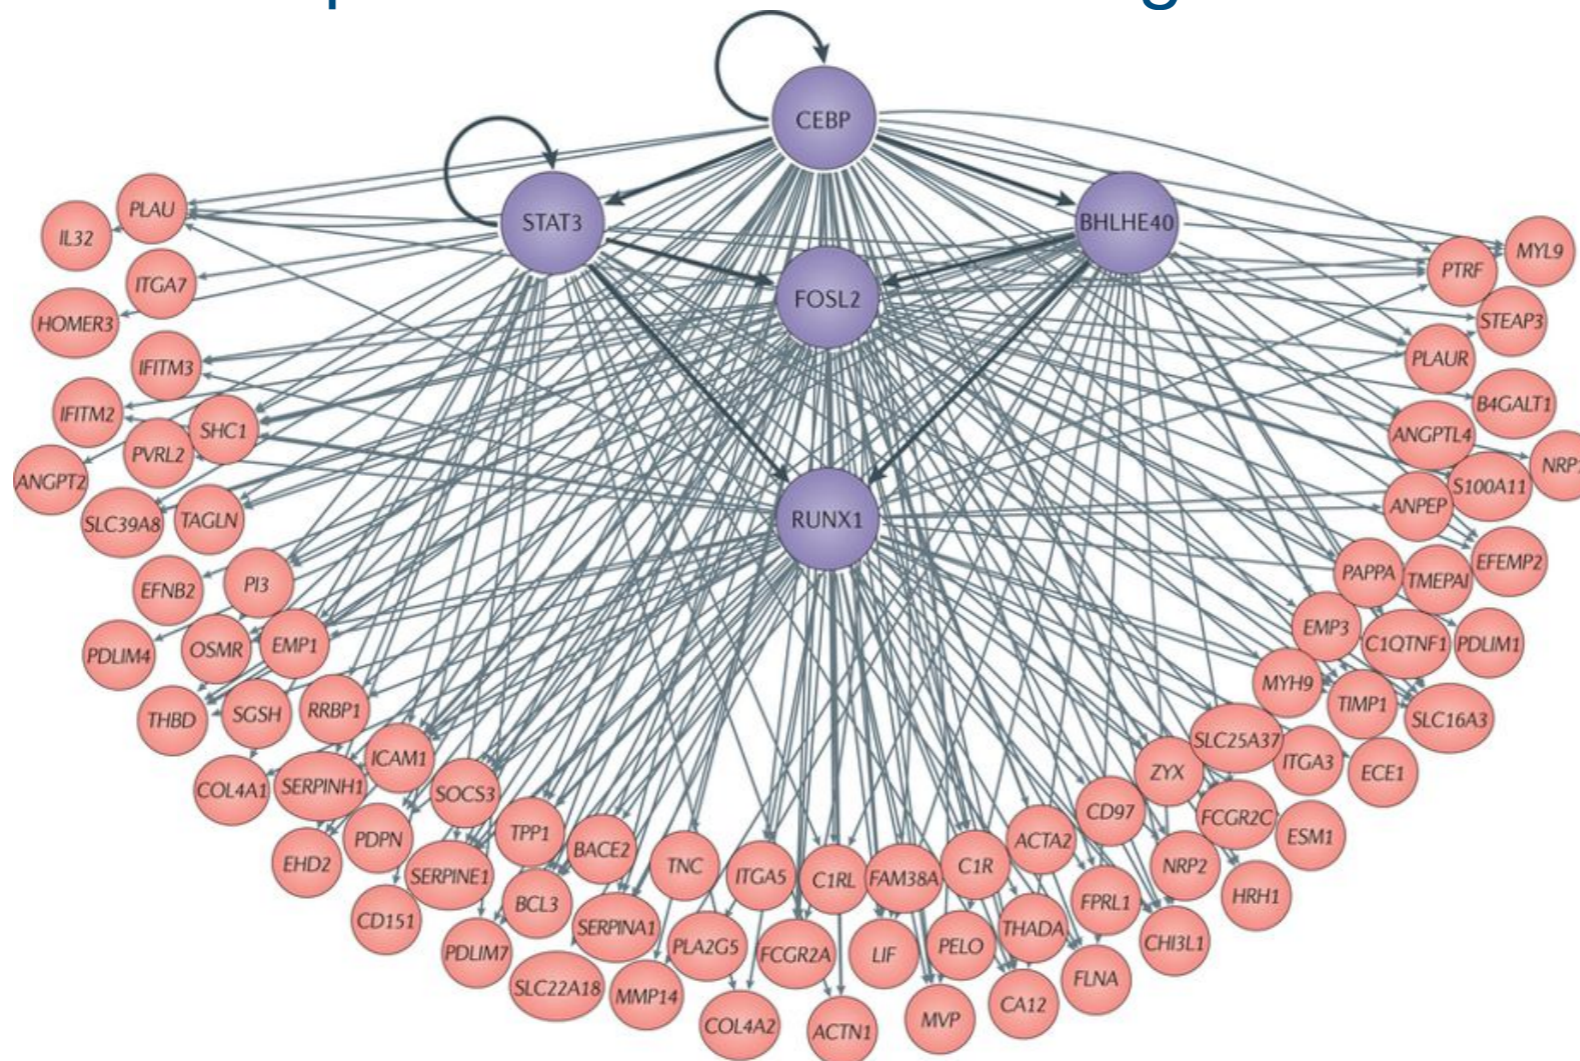 CEBP
STAT3
BHLHE40
FOSL2
RUNX1
PLAU
IL32
ITGA7
HOMER3
IFITM3
IFITM2
SHC1
PVRL2
ANGPT2
SLC39A8
TAGLN
EFNB2
PI3
PDLIM4
OSMR
EMP1
THBD
SGSH
RRBP1
COL4A1
SERPINH1
ICAM1
EHD2
PDPN
SOCS3
CD151
SERPINE1
TPP1
PDLIM7
BCL3
BACE2
SLC22A18
SERPINA1
MMP14
TNC
PLA2G5
COL4A2
ITGA5
FCGR2A
ACTN1
C1RL
LIF
FAM38A
MVP
PELO
C1R
CA12
THADA
ACTA2
FLNA
FPRL1
CD97
CHI3L1
NRP2
ZYX
HRH1
FCGR2C
SLC25A37
ESM1
ITGA3
ECE1
MYH9
TIMP1
SLC16A3
EMP3
C1QTNF1
PDLIM1
PAPPA
TMEPAI
EFEMP2
ANPEP
S100A11
ANGPTL4
B4GALT1
PLAUR
STEAP3
PTRF
MYL9